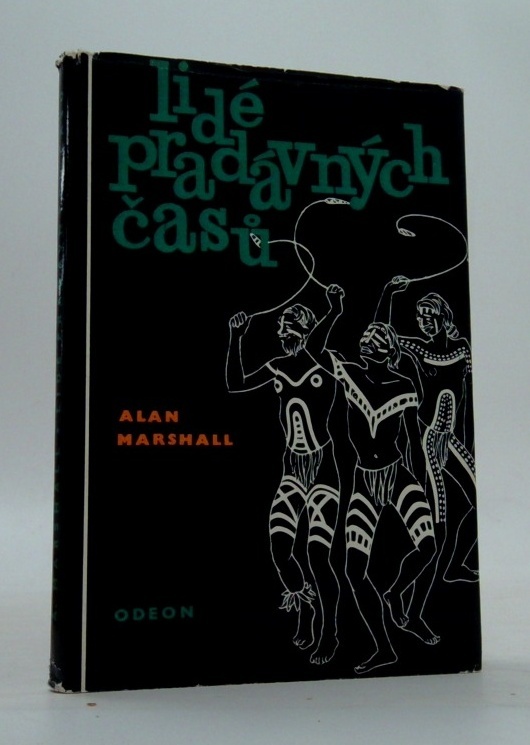 lidé
pradávných
časů
ALAN
MARSHALL
ODEON